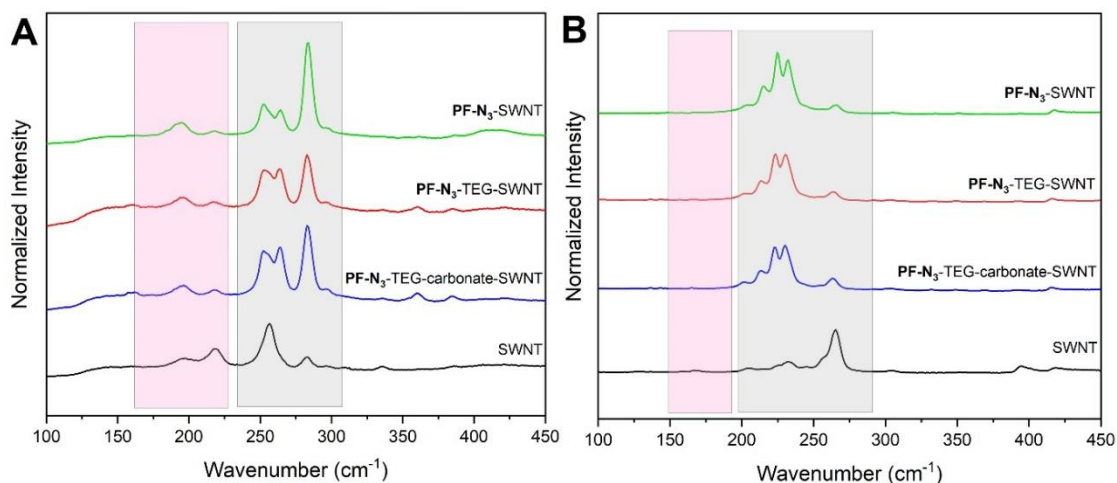 A
Normalized Intensity
PF-N₃-SWNT
PF-N₃-TEG-SWNT
PF-N₃-TEG-carbonate-SWNT
SWNT
100 150 200 250 300 350 400 450
Wavenumber (cm⁻¹)
B
Normalized Intensity
PF-N₃-SWNT
PF-N₃-TEG-SWNT
PF-N₃-TEG-carbonate-SWNT
SWNT
100 150 200 250 300 350 400 450
Wavenumber (cm⁻¹)